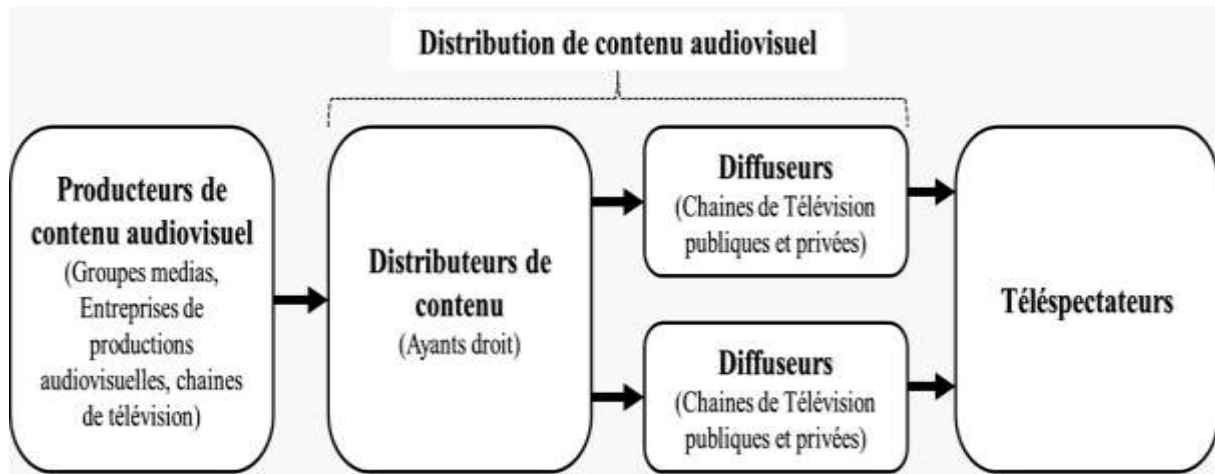 Distribution de contenu audiovisuel
Producteurs de
contenu audiovisuel
(Groupes medias,
Entreprises de
productions
audiovisuelles, chaines
de télévision)
Distributeurs de
contenu
(Ayants droit)
Diffuseurs
(Chaines de Télévision
publiques et privées)
Diffuseurs
(Chaines de Télévision
publiques et privées)
Téléspectateurs